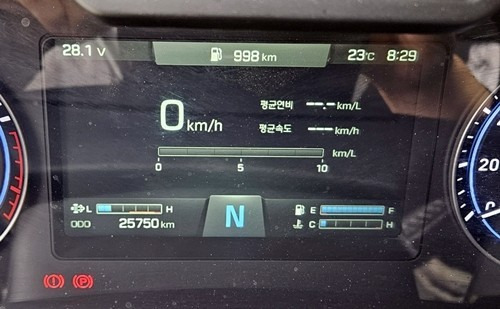 28.1 V 998 km 23°C 8:29
평균연비 --.- km/L
0 km/h
평균속도 --- km/h
km/L
0 5 10
L H N E F
ODO 25750 km C H
(!) (P)
20